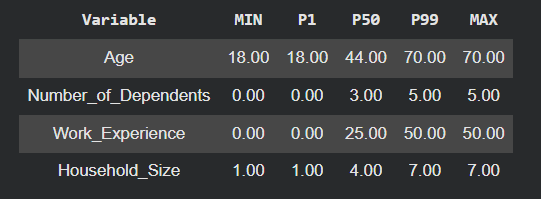 Variable MIN P1 P50 P99 MAX
Age 18.00 18.00 44.00 70.00 70.00
Number_of_Dependents 0.00 0.00 3.00 5.00 5.00
Work_Experience 0.00 0.00 25.00 50.00 50.00
Household_Size 1.00 1.00 4.00 7.00 7.00